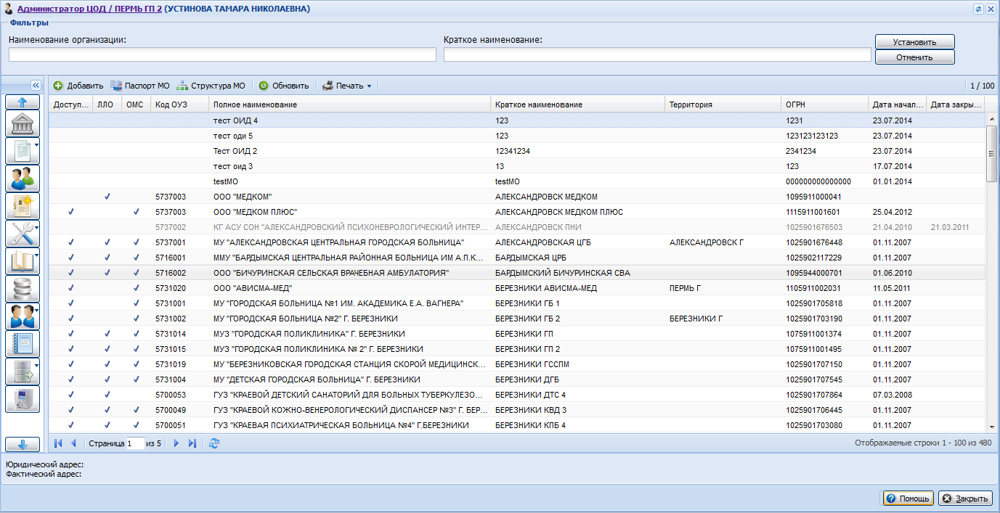 Администратор ЦОД / ПЕРМЬ ГП 2 (УСТИНОВА ТАМАРА НИКОЛАЕВНА)
Фильтры
Наименование организации: Краткое наименование: Установить
Отменить
Добавить Паспорт МО Структура МО Обновить Печать 1 / 100
Доступ... ЛЛО ОМС Код ОУЗ Полное наименование Краткое наименование Территория ОГРН Дата начал... Дата закры...
тест ОИД 4 123 1231 23.07.2014
тест оди 5 123 123123123123 23.07.2014
Тест ОИД 2 12341234 2341234 23.07.2014
тест оид 3 13 123 17.07.2014
testMO testMO 000000000000000 01.01.2014
✓ 5737003 ООО "МЕДКОМ" АЛЕКСАНДРОВСК МЕДКОМ 1095911000041
✓ ✓ 5737003 ООО "МЕДКОМ ПЛЮС" АЛЕКСАНДРОВСК МЕДКОМ ПЛЮС 1115911001601 25.04.2012
5737002 КГ АСУ СОН "АЛЕКСАНДРОВСКИЙ ПСИХОНЕВРОЛОГИЧЕСКИЙ ИНТЕР... АЛЕКСАНДРОВСК ПНИ 1025901676503 21.04.2010 21.03.2011
✓ ✓ ✓ 5737001 МУ "АЛЕКСАНДРОВСКАЯ ЦЕНТРАЛЬНАЯ ГОРОДСКАЯ БОЛЬНИЦА" АЛЕКСАНДРОВСКАЯ ЦГБ АЛЕКСАНДРОВСК Г 1025901676448 01.11.2007
✓ ✓ ✓ 5716001 ММУ "БАРДЫМСКАЯ ЦЕНТРАЛЬНАЯ РАЙОННАЯ БОЛЬНИЦА ИМ А.П.К... БАРДЫМСКАЯ ЦРБ 1025902117229 01.11.2007
✓ ✓ ✓ 5716002 ООО "БИЧУРИНСКАЯ СЕЛЬСКАЯ ВРАЧЕБНАЯ АМБУЛАТОРИЯ" БАРДЫМСКИЙ БИЧУРИНСКАЯ СВА 1095944000701 01.06.2010
✓ ✓ 5731020 ООО "АВИСМА-МЕД" БЕРЕЗНИКИ АВИСМА-МЕД ПЕРМЬ Г 1105911002031 11.05.2011
✓ ✓ 5731001 МУ "ГОРОДСКАЯ БОЛЬНИЦА №1 ИМ. АКАДЕМИКА Е.А. ВАГНЕРА" БЕРЕЗНИКИ ГБ 1 1025901705818 01.11.2007
✓ ✓ 5731002 МУ "ГОРОДСКАЯ БОЛЬНИЦА №2" Г. БЕРЕЗНИКИ БЕРЕЗНИКИ ГБ 2 БЕРЕЗНИКИ Г 1025901703190 01.11.2007
✓ ✓ ✓ 5731014 МУЗ "ГОРОДСКАЯ ПОЛИКЛИНИКА" Г. БЕРЕЗНИКИ БЕРЕЗНИКИ ГП 1075911001374 01.11.2007
✓ ✓ ✓ 5731015 МУЗ "ГОРОДСКАЯ ПОЛИКЛИНИКА № 2" Г. БЕРЕЗНИКИ БЕРЕЗНИКИ ГП 2 1075911001495 01.11.2007
✓ ✓ ✓ 5731019 МУ "БЕРЕЗНИКОВСКАЯ ГОРОДСКАЯ СТАНЦИЯ СКОРОЙ МЕДИЦИНСК... БЕРЕЗНИКИ ГССПМ 1025901707150 01.11.2007
✓ ✓ ✓ 5731004 МУ "ДЕТСКАЯ ГОРОДСКАЯ БОЛЬНИЦА" Г. БЕРЕЗНИКИ БЕРЕЗНИКИ ДГБ 1025901707545 01.11.2007
✓ ✓ 5700053 ГУЗ "КРАЕВОЙ ДЕТСКИЙ САНАТОРИЙ ДЛЯ БОЛЬНЫХ ТУБЕРКУЛЕЗО... БЕРЕЗНИКИ ДТС 4 1025901707864 07.03.2008
✓ ✓ ✓ 5700049 ГУЗ "КРАЕВОЙ КОЖНО-ВЕНЕРОЛОГИЧЕСКИЙ ДИСПАНСЕР №3" Г. БЕР... БЕРЕЗНИКИ КВД 3 1025901706445 01.11.2007
✓ ✓ ✓ 5700051 ГУЗ "КРАЕВАЯ ПСИХИАТРИЧЕСКАЯ БОЛЬНИЦА №4" Г.БЕРЕЗНИКИ БЕРЕЗНИКИ КПБ 4 1025901703080 01.11.2007
Страница 1 из 5 Отображаемые строки 1 - 100 из 480
Юридический адрес:
Фактический адрес:
Помощь Закрыть